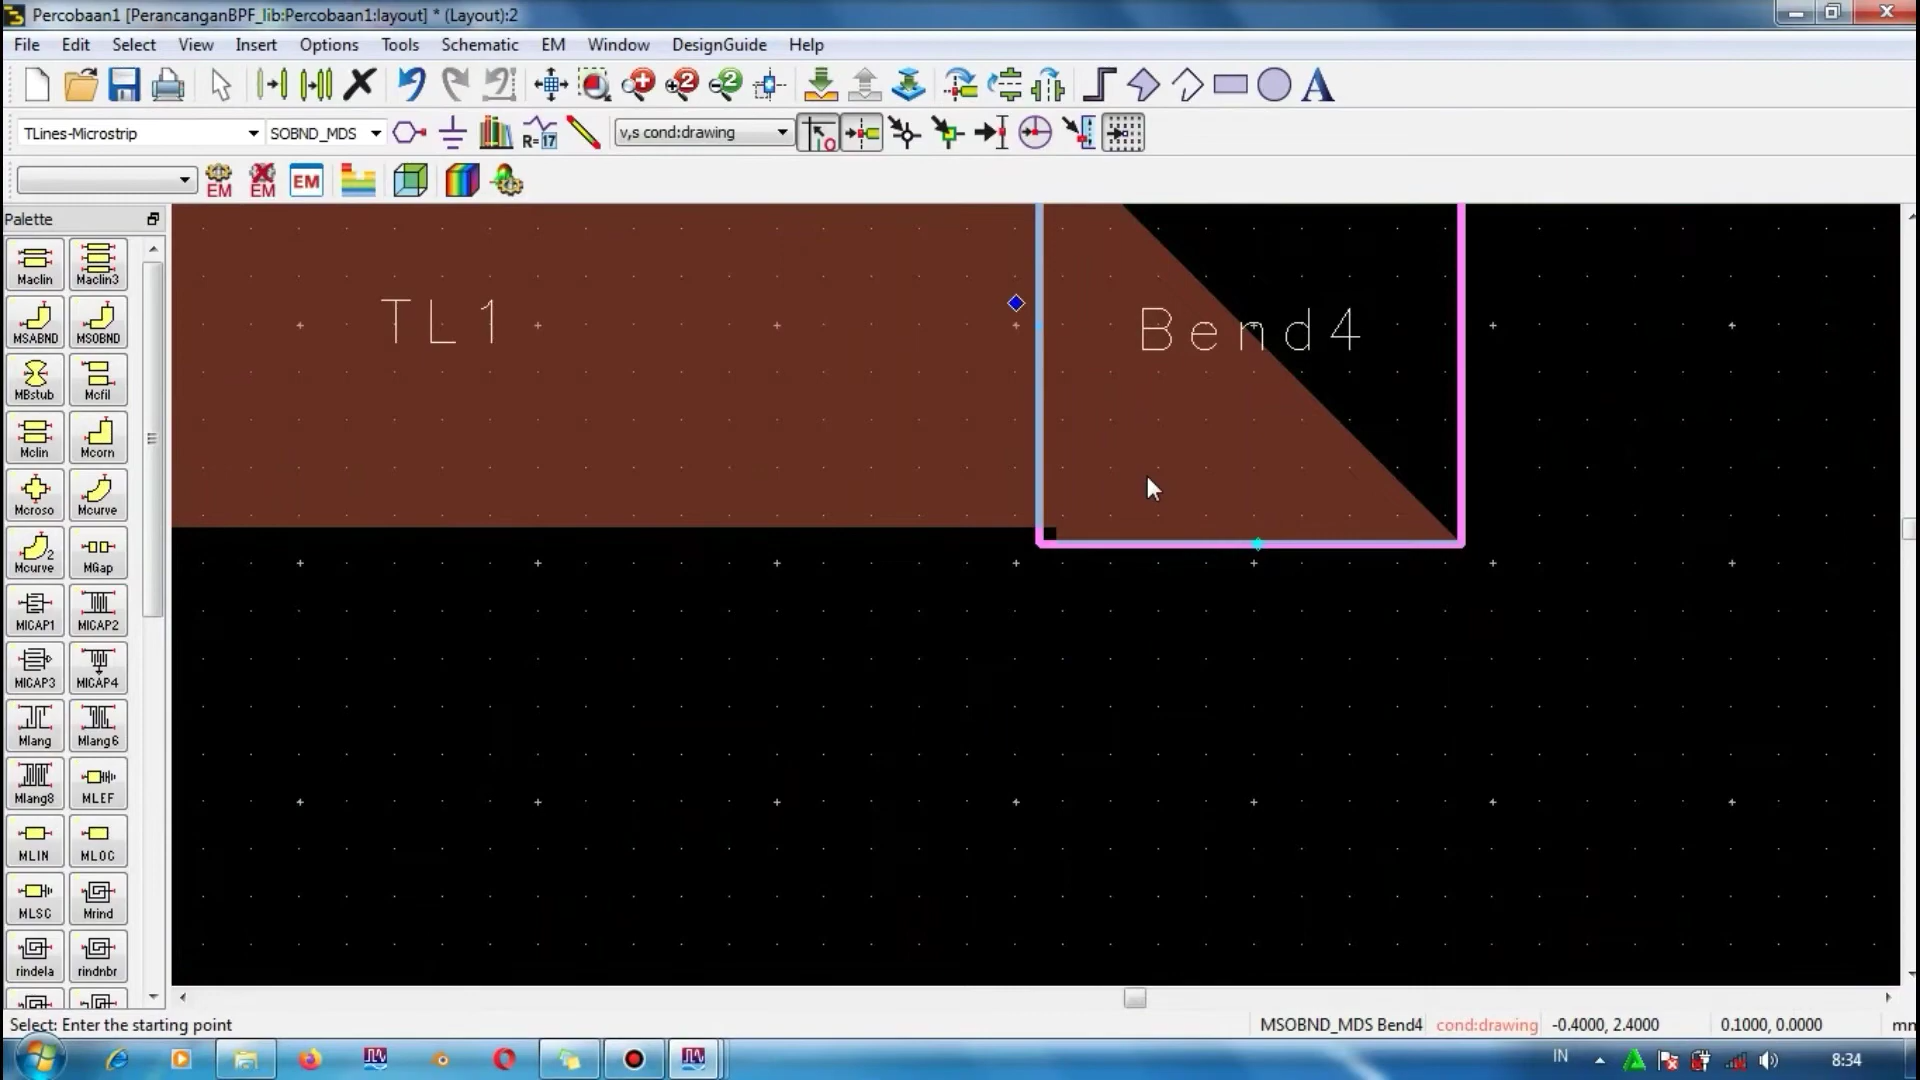 Percobaan1 [PerancanganBPF_lib:Percobaan1:layout] * (Layout):2
File Edit Select View Insert Options Tools Schematic EM Window DesignGuide Help
TLines-Microstrip SOBND_MDS R=17 v,s cond:drawing
EM EM EM
Palette
Maclin Maclin3
MSABND MSOBND
MBstub Mcfil
Mclin Mcorn
Mcroso Mcurve
Mcurve MGap
MICAP1 MICAP2
MICAP3 MICAP4
Mlang Mlang6
Mlang8 MLEF
MLIN MLOC
MLSC Mrind
rindela rindnbr
TL1
Bend4
Select: Enter the starting point MSOBND_MDS Bend4 cond:drawing -0.4000, 2.4000 0.1000, 0.0000 mm
IN 8:34